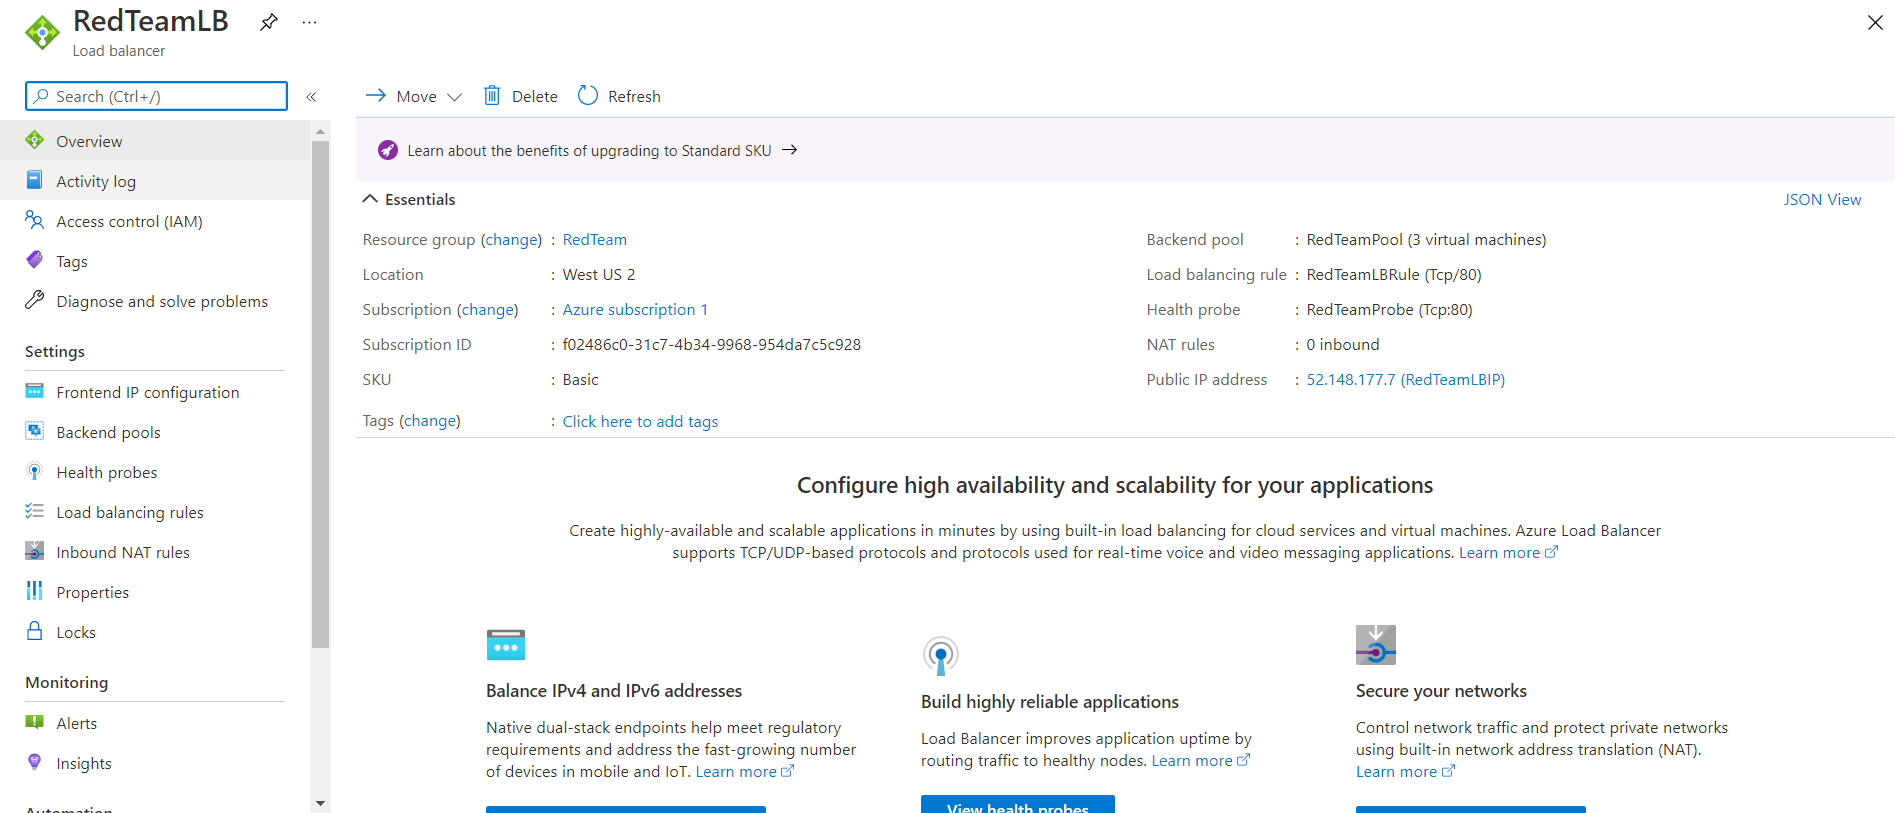 RedTeamLB
Load balancer
Search (Ctrl+/)
«
Move
Delete
Refresh
Overview
Activity log
Access control (IAM)
Tags
Diagnose and solve problems
Settings
Frontend IP configuration
Backend pools
Health probes
Load balancing rules
Inbound NAT rules
Properties
Locks
Monitoring
Alerts
Insights
Automation
Learn about the benefits of upgrading to Standard SKU →
Essentials
JSON View
Resource group (change) : RedTeam
Location : West US 2
Subscription (change) : Azure subscription 1
Subscription ID : f02486c0-31c7-4b34-9968-954da7c5c928
SKU : Basic
Tags (change) : Click here to add tags
Backend pool : RedTeamPool (3 virtual machines)
Load balancing rule : RedTeamLBRule (Tcp/80)
Health probe : RedTeamProbe (Tcp:80)
NAT rules : 0 inbound
Public IP address : 52.148.177.7 (RedTeamLBIP)
Configure high availability and scalability for your applications
Create highly-available and scalable applications in minutes by using built-in load balancing for cloud services and virtual machines. Azure Load Balancer
supports TCP/UDP-based protocols and protocols used for real-time voice and video messaging applications. Learn more
Balance IPv4 and IPv6 addresses
Native dual-stack endpoints help meet regulatory
requirements and address the fast-growing number
of devices in mobile and IoT. Learn more
Build highly reliable applications
Load Balancer improves application uptime by
routing traffic to healthy nodes. Learn more
View health probes
Secure your networks
Control network traffic and protect private networks
using built-in network address translation (NAT).
Learn more